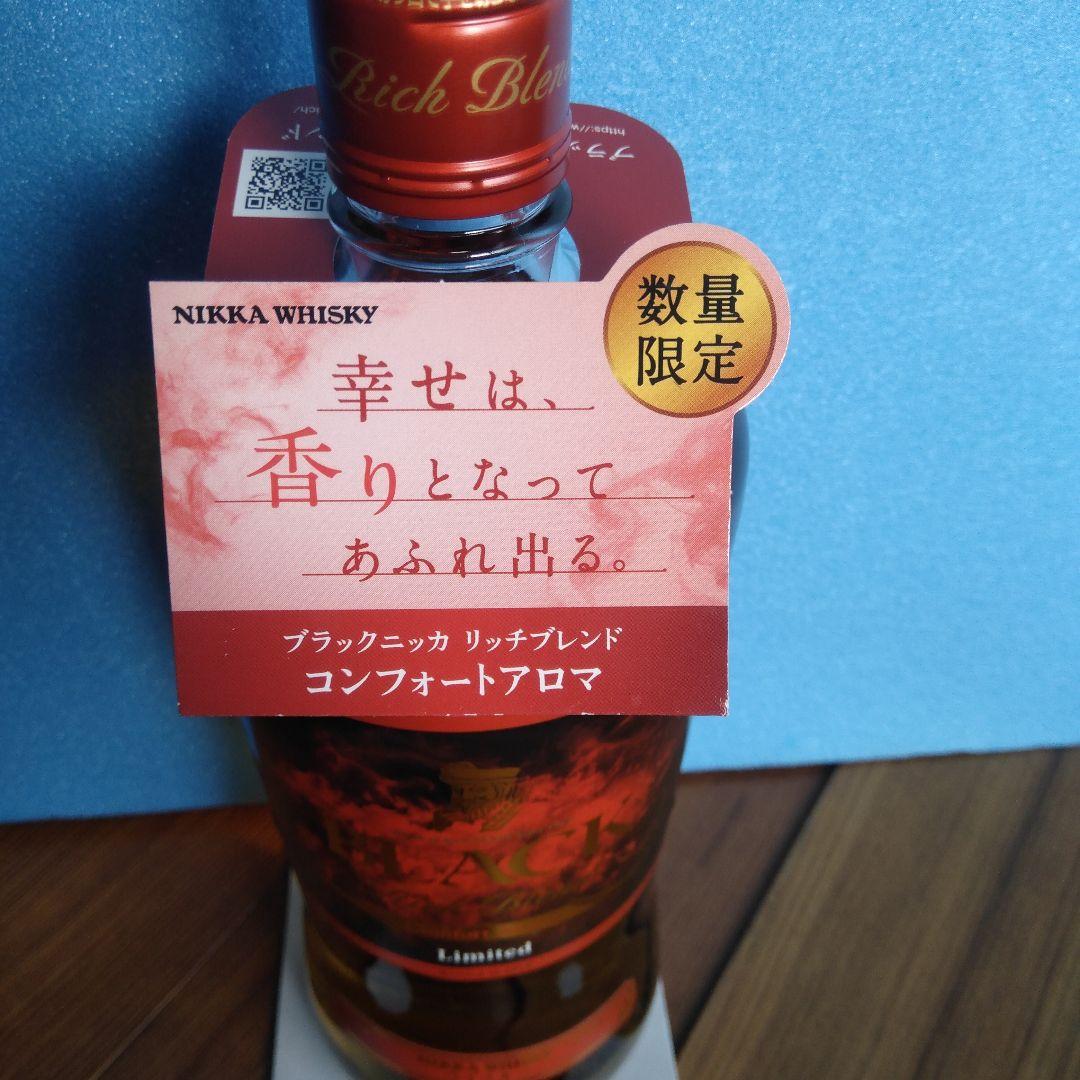 Rich Blend
NIKKA WHISKY
数量
限定
幸せは、
香りとなって
あふれ出る。
ブラックニッカ リッチブレンド
コンフォートアロマ
BLACK
Limited